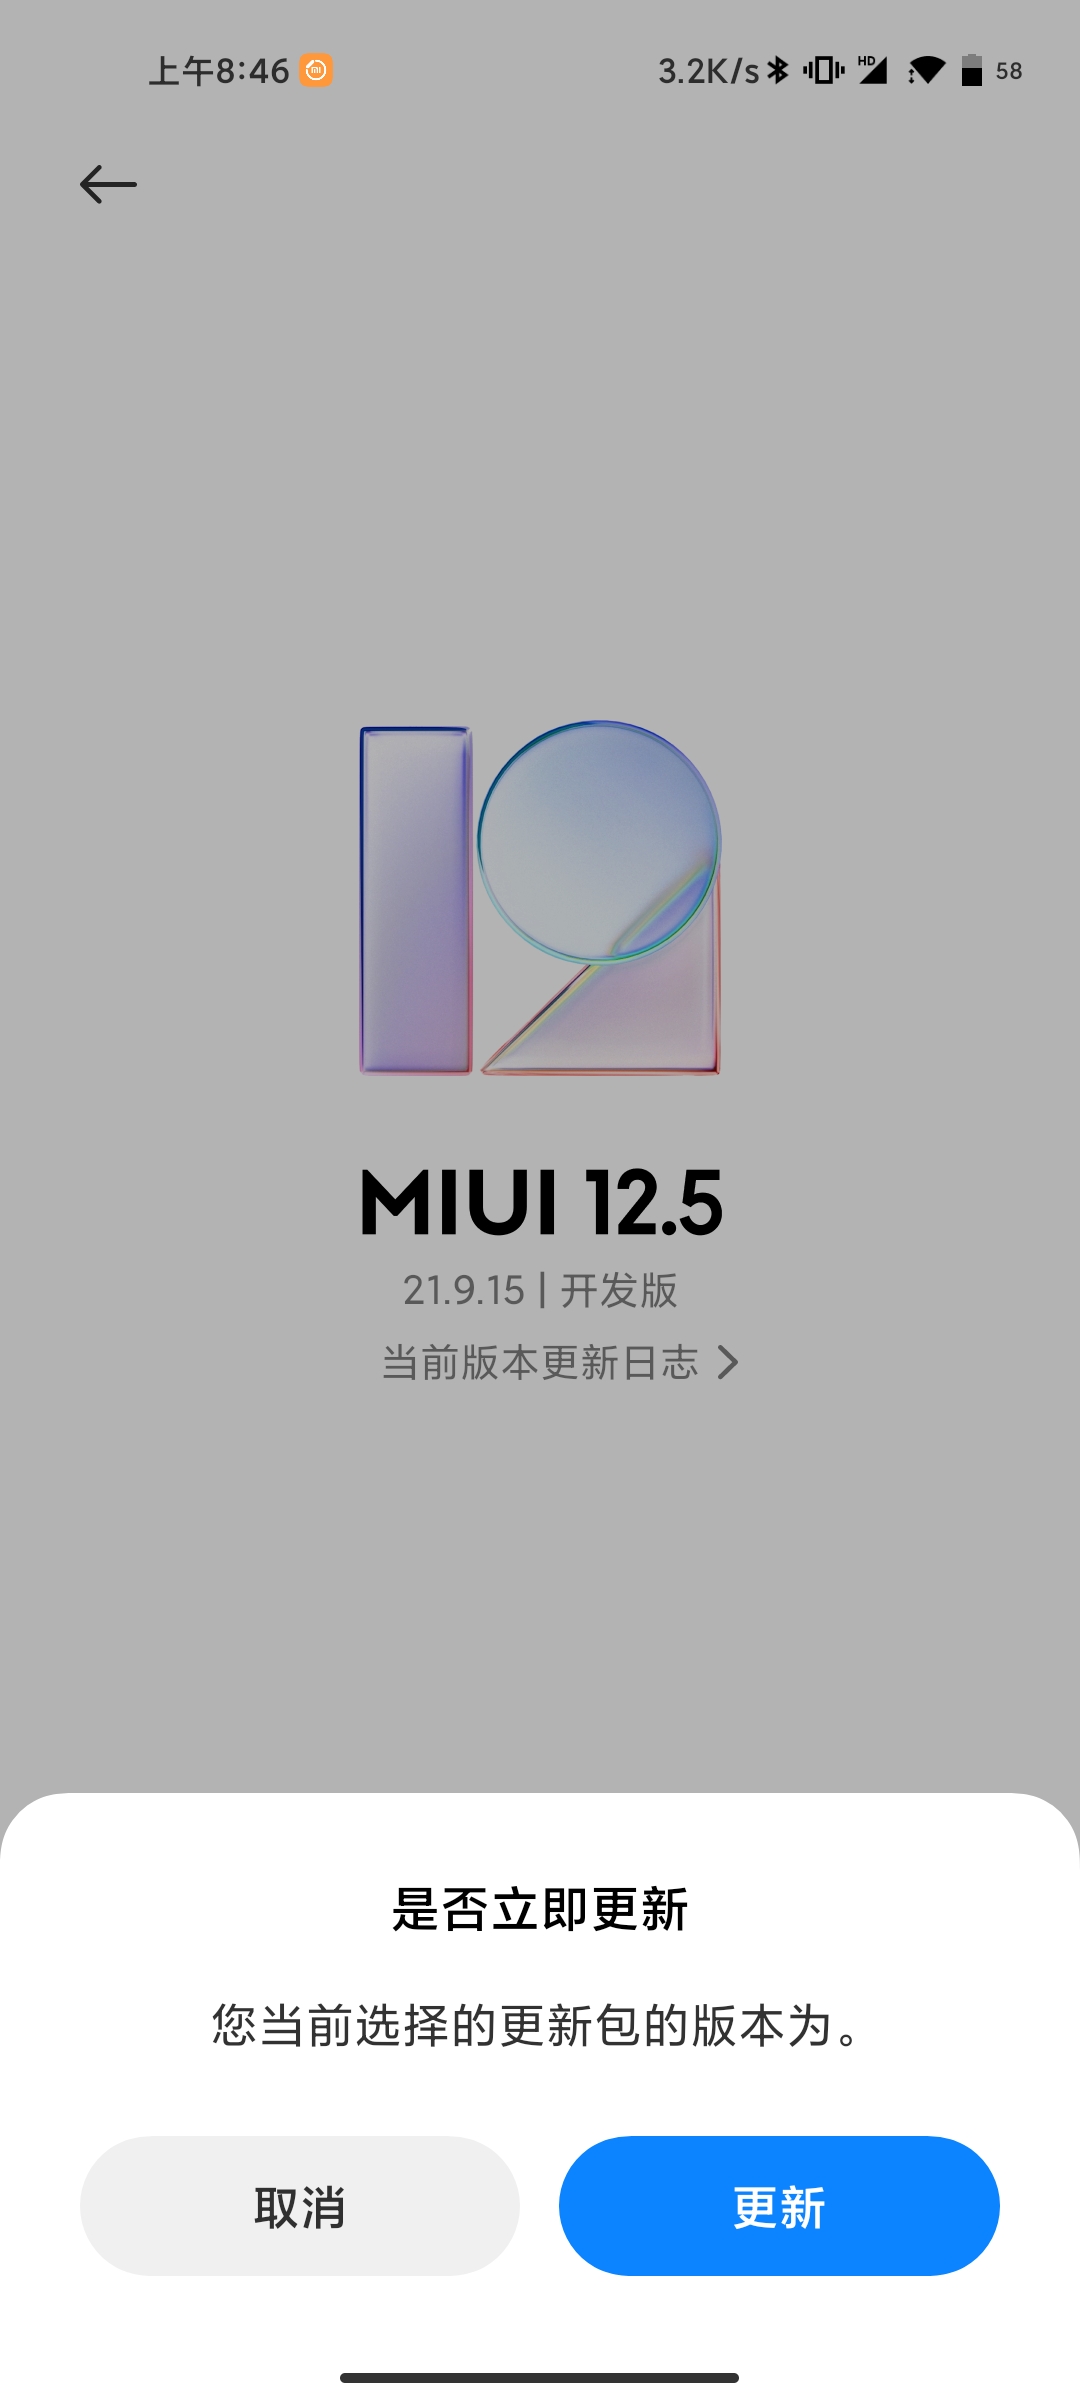 上午8:46 3.2K/s HD 58
MIUI 12.5
21.9.15 | 开发版
当前版本更新日志
是否立即更新
您当前选择的更新包的版本为。
取消 更新